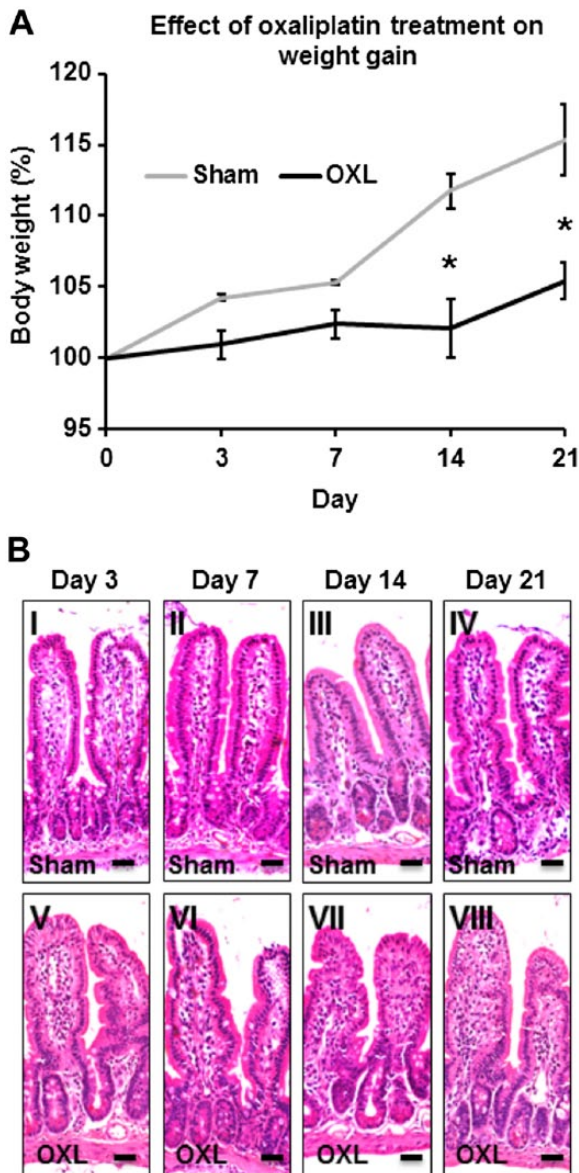 A
Effect of oxaliplatin treatment on
weight gain
120
115
110
105
100
95
Body weight (%)
Sham OXL
*
*
0 3 7 14 21
Day
B
Day 3 Day 7 Day 14 Day 21
I II III IV
Sham Sham Sham Sham
V VI VII VIII
OXL OXL OXL OXL